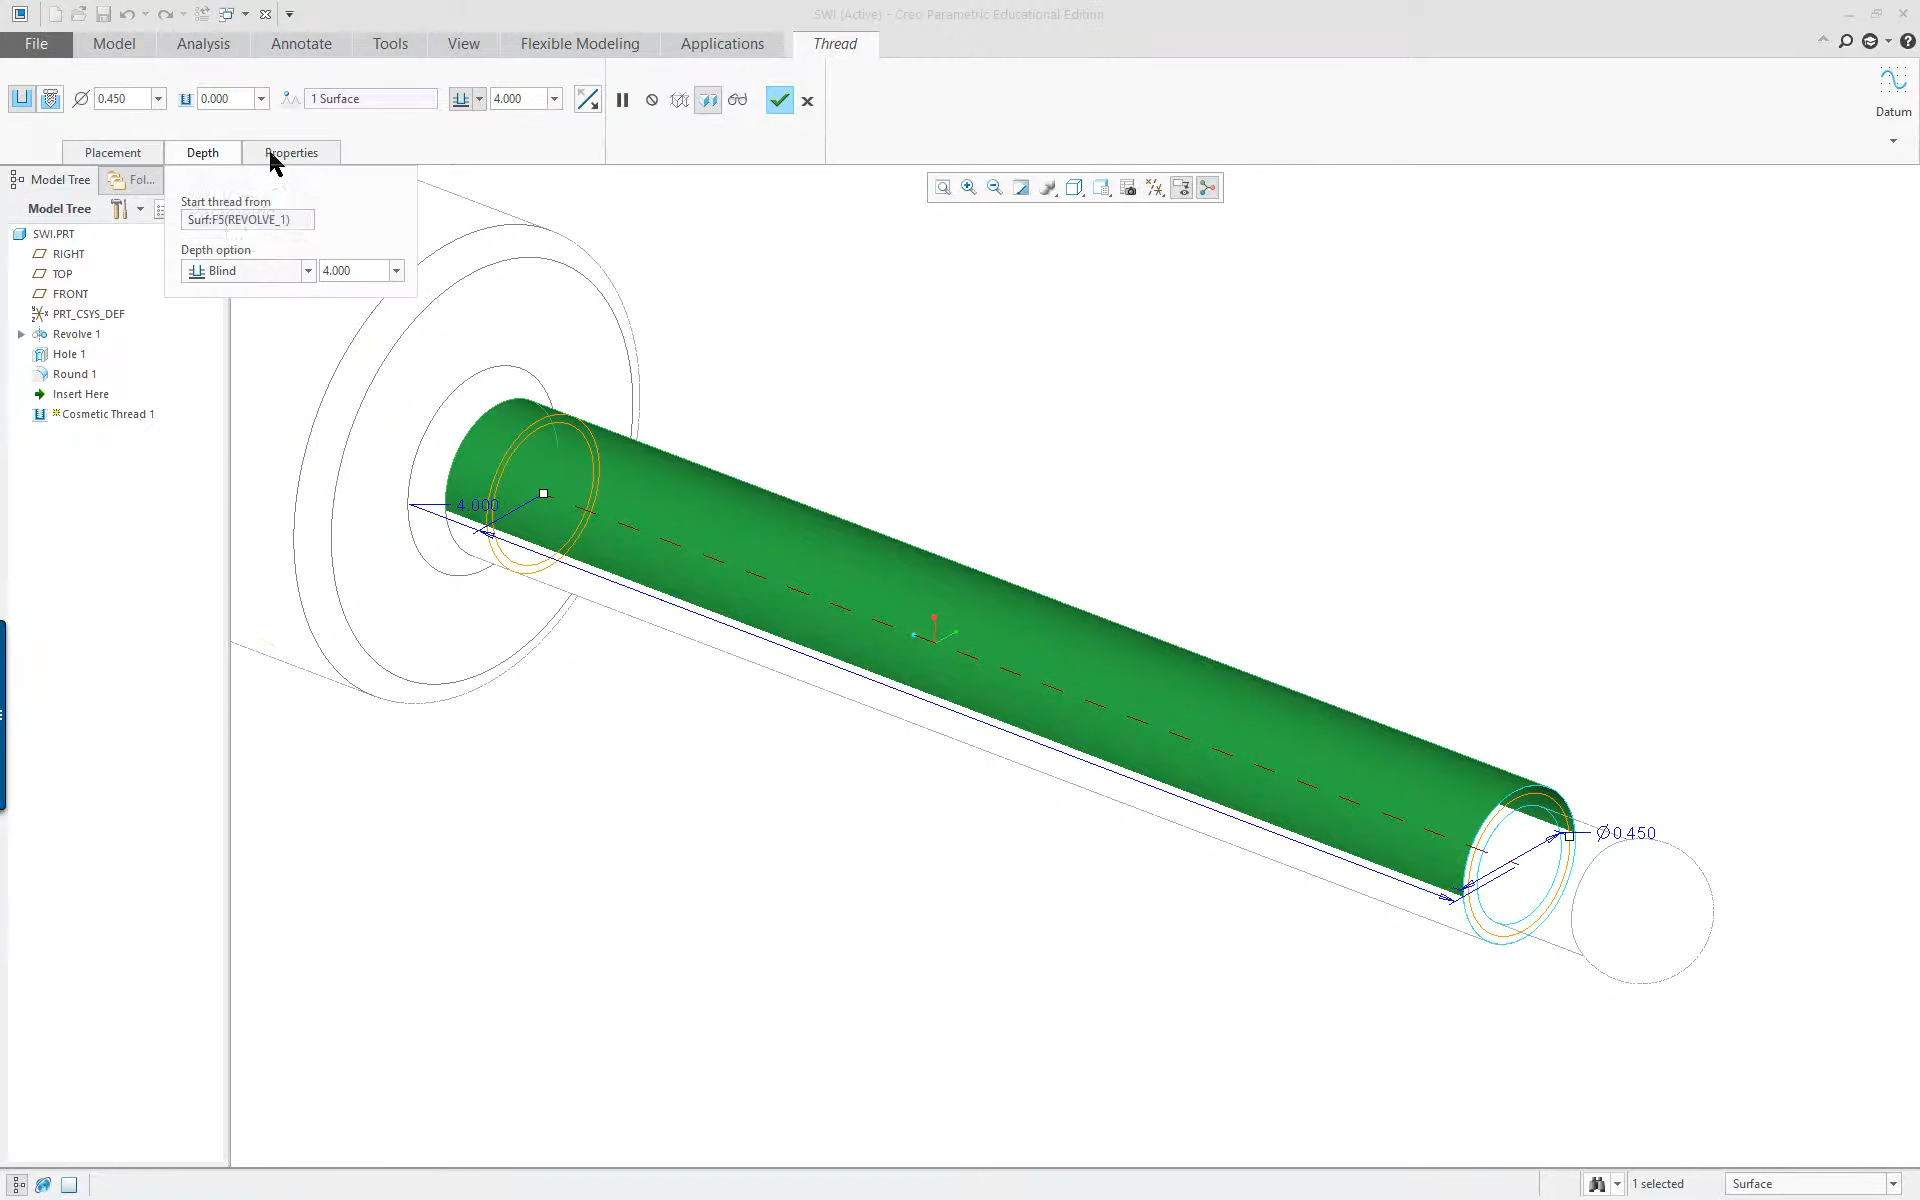 SWI (Active) - Creo Parametric Educational Edition
File Model Analysis Annotate Tools View Flexible Modeling Applications Thread
0.450 0.000 1 Surface 4.000
Datum
Placement Depth Properties
Model Tree Fol...
Model Tree
Start thread from
Surf:F5(REVOLVE_1)
Depth option
Blind 4.000
SWI.PRT
RIGHT
TOP
FRONT
PRT_CSYS_DEF
Revolve 1
Hole 1
Round 1
Insert Here
Cosmetic Thread 1
4.000
Ø0.450
1 selected Surface